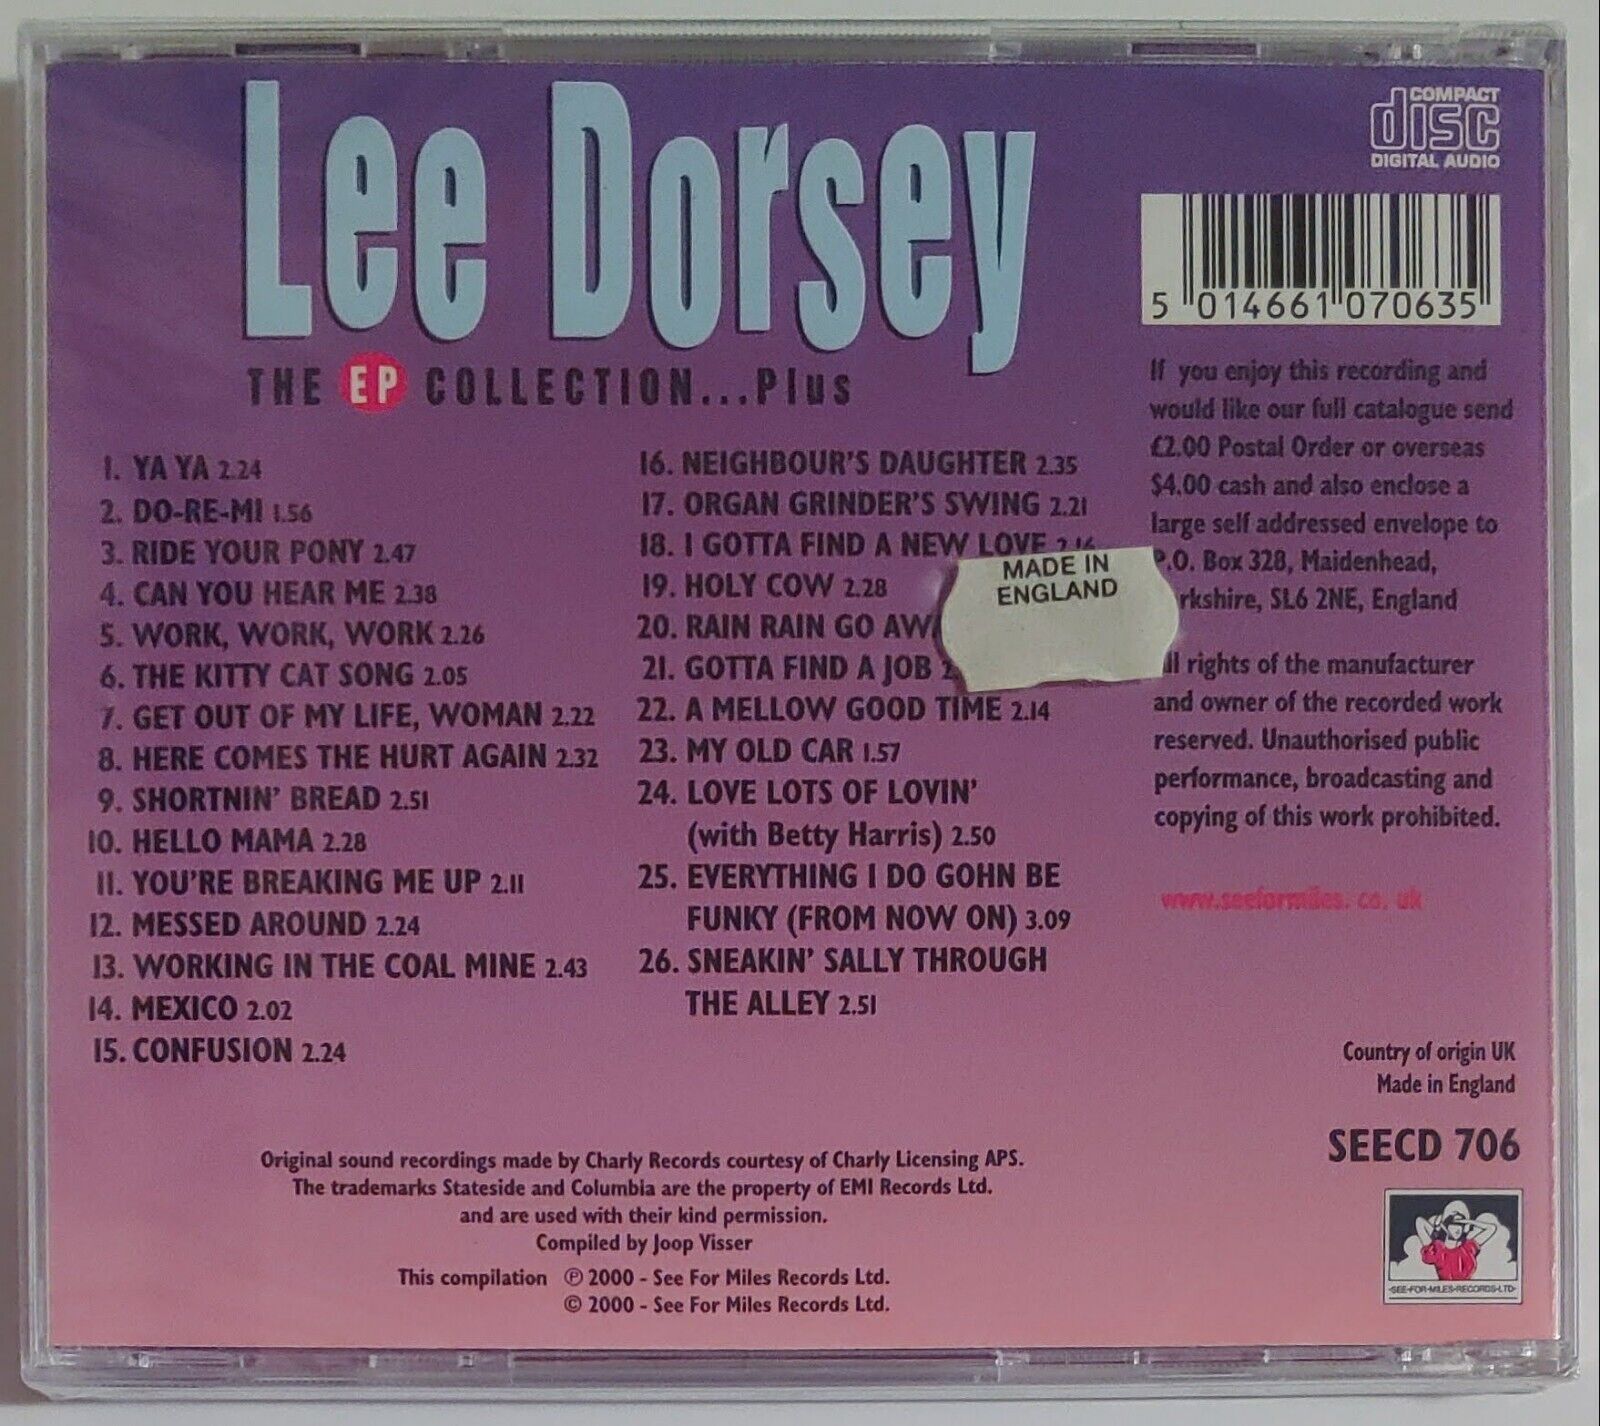 Lee Dorsey
THE EP COLLECTION...Plus
1. YA YA 2.24
2. DO-RE-MI 1.56
3. RIDE YOUR PONY 2.47
4. CAN YOU HEAR ME 2.38
5. WORK, WORK, WORK 2.26
6. THE KITTY CAT SONG 2.05
7. GET OUT OF MY LIFE, WOMAN 2.22
8. HERE COMES THE HURT AGAIN 2.32
9. SHORTNIN' BREAD 2.51
10. HELLO MAMA 2.28
11. YOU'RE BREAKING ME UP 2.11
12. MESSED AROUND 2.24
13. WORKING IN THE COAL MINE 2.43
14. MEXICO 2.02
15. CONFUSION 2.24
16. NEIGHBOUR'S DAUGHTER 2.35
17. ORGAN GRINDER'S SWING 2.21
18. I GOTTA FIND A NEW LOVE 2.16
19. HOLY COW 2.28
20. RAIN RAIN GO
21. GOTTA FIND A JOB
22. A MELLOW GOOD TIME 2.14
23. MY OLD CAR 1.57
24. LOVE LOTS OF LOVIN'
(with Betty Harris) 2.50
25. EVERYTHING I DO GOHN BE
FUNKY (FROM NOW ON) 3.09
26. SNEAKIN' SALLY THROUGH
THE ALLEY 2.51
MADE IN
ENGLAND
COMPACT
disc
DIGITAL AUDIO
5 014661 070635
If you enjoy this recording and
would like our full catalogue send
£2.00 Postal Order or overseas
$4.00 cash and also enclose a
large self addressed envelope to
P.O. Box 328, Maidenhead,
rkshire, SL6 2NE, England
ll rights of the manufacturer
and owner of the recorded work
reserved. Unauthorised public
performance, broadcasting and
copying of this work prohibited.
www.seeformiles. co. uk
Country of origin UK
Made in England
SEECD 706
SEE-FOR-MILES-RECORDS-LTD
Original sound recordings made by Charly Records courtesy of Charly Licensing APS.
The trademarks Stateside and Columbia are the property of EMI Records Ltd.
and are used with their kind permission.
Compiled by Joop Visser
This compilation ℗ 2000 - See For Miles Records Ltd.
© 2000 - See For Miles Records Ltd.